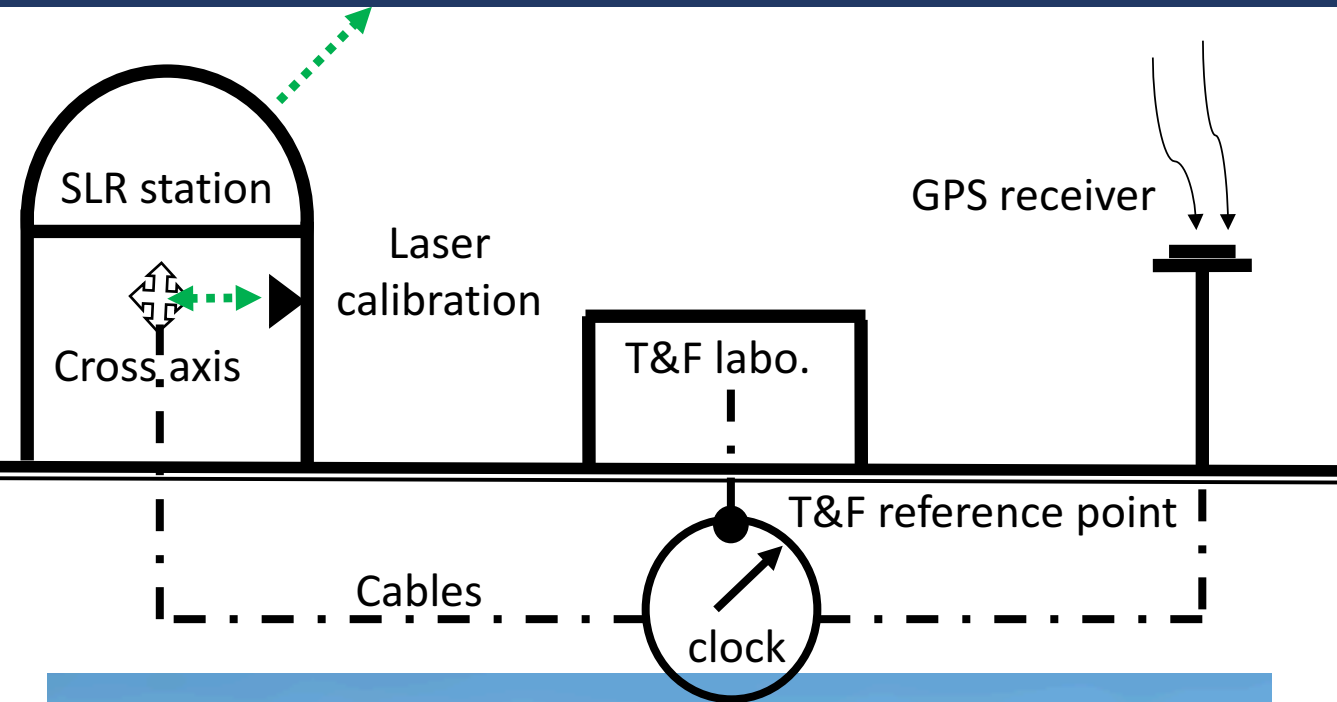 SLR station
GPS receiver
Laser
calibration
Cross axis
T&F labo.
T&F reference point
Cables
clock